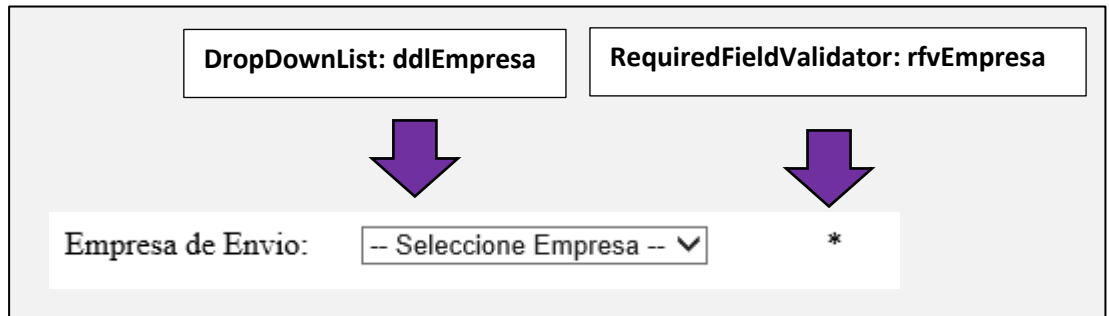 DropDownList: ddlEmpresa
RequiredFieldValidator: rfvEmpresa
Empresa de Envio:
-- Seleccione Empresa --
*